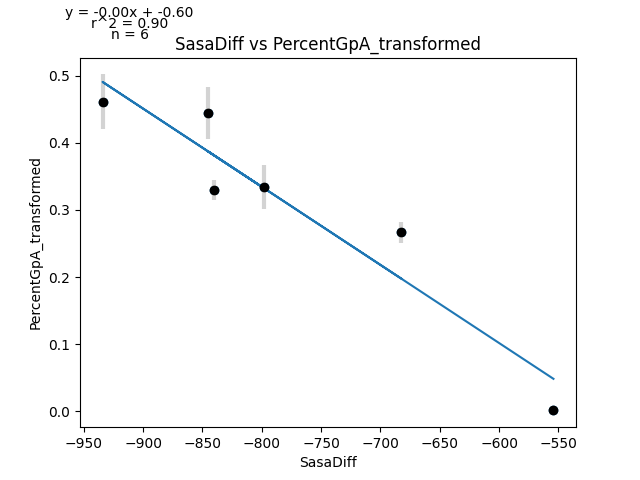 y = -0.00x + -0.60
r^2 = 0.90
n = 6
SasaDiff vs PercentGpA_transformed
PercentGpA_transformed
0.5
0.4
0.3
0.2
0.1
0.0
−950 −900 −850 −800 −750 −700 −650 −600 −550
SasaDiff